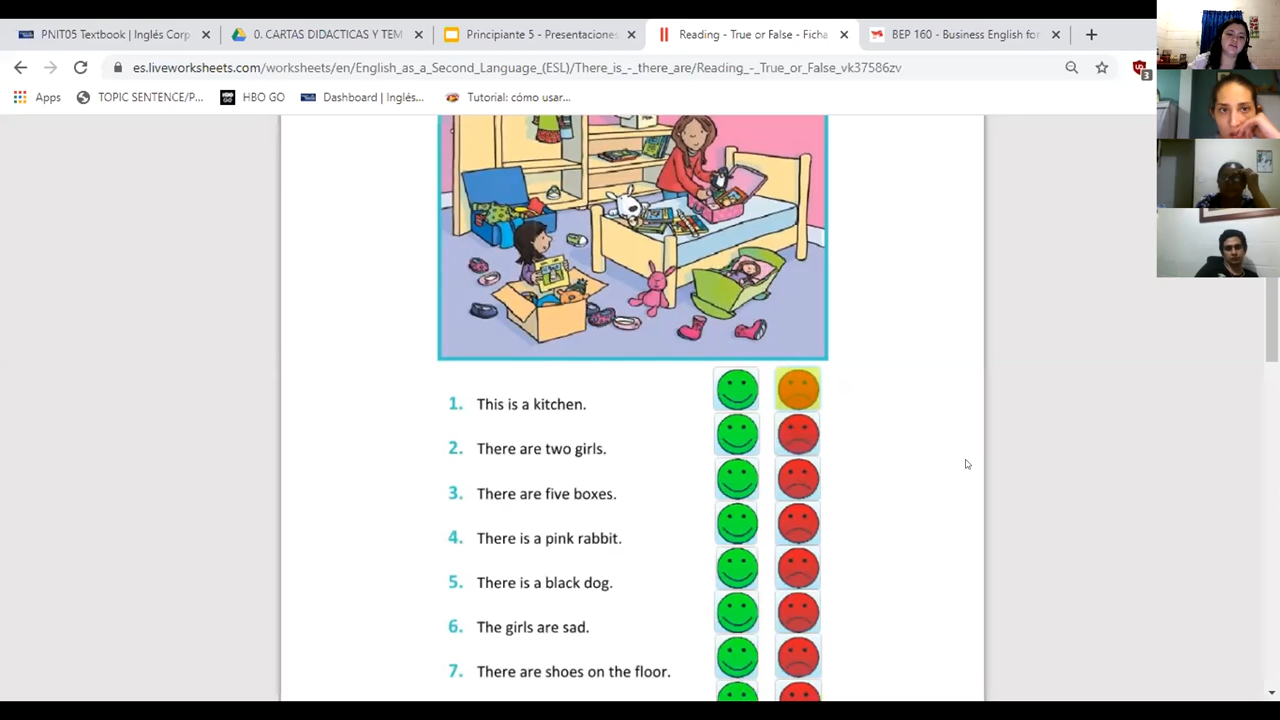 PNIT05 Textbook | Inglés Corp
0. CARTAS DIDACTICAS Y TEM
Principiante 5 - Presentaciones
Reading - True or False - Ficha
BEP 160 - Business English for
es.liveworksheets.com/worksheets/en/English_as_a_Second_Language_(ESL)/There_is_-_there_are/Reading_-_True_or_False_vk37586zv
3
Apps
TOPIC SENTENCE/P...
HBO GO
HBO GO
Dashboard | Inglés...
Tutorial: cómo usar...
1. This is a kitchen.
2. There are two girls.
3. There are five boxes.
4. There is a pink rabbit.
5. There is a black dog.
6. The girls are sad.
7. There are shoes on the floor.